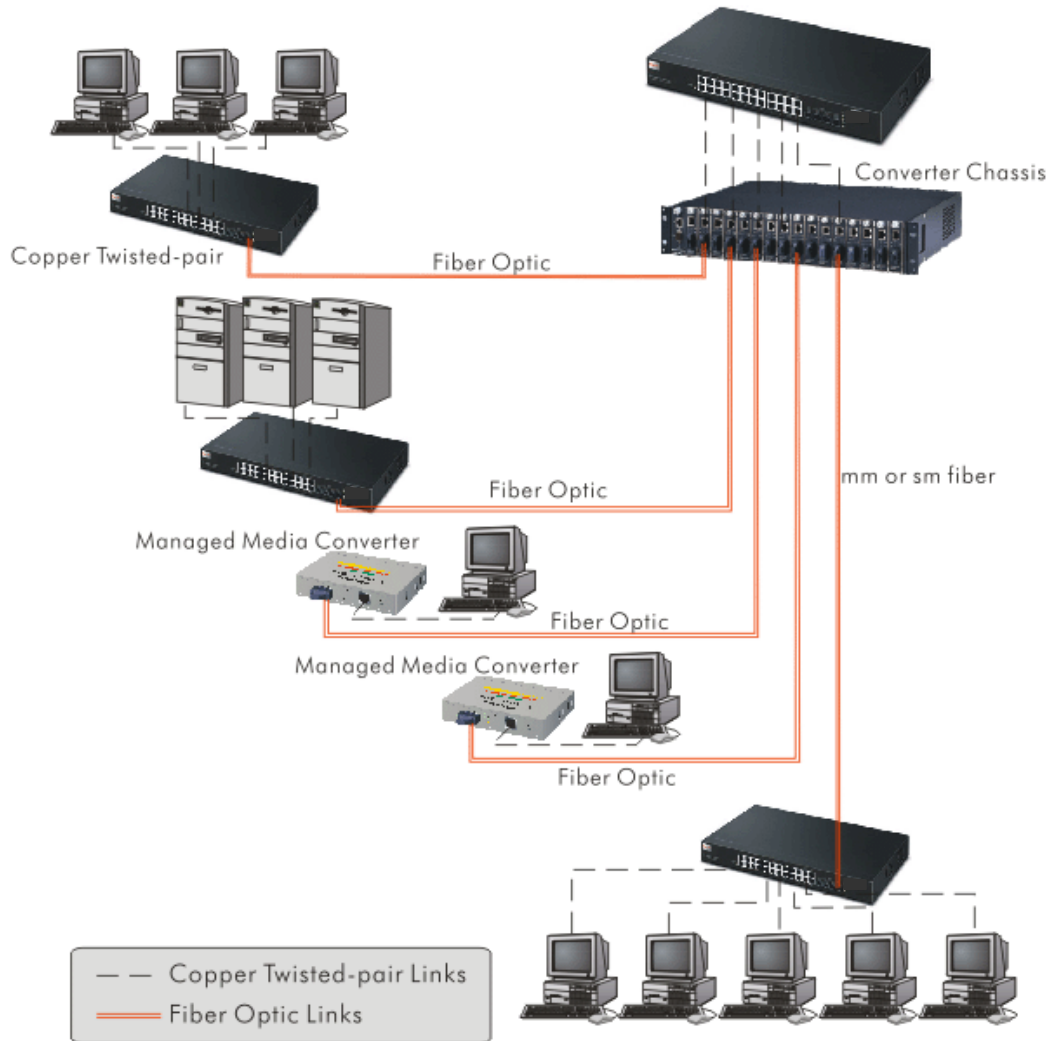 Converter Chassis
Copper Twisted-pair
Fiber Optic
mm or sm fiber
Fiber Optic
Managed Media Converter
Fiber Optic
Managed Media Converter
Fiber Optic
Copper Twisted-pair Links
Fiber Optic Links